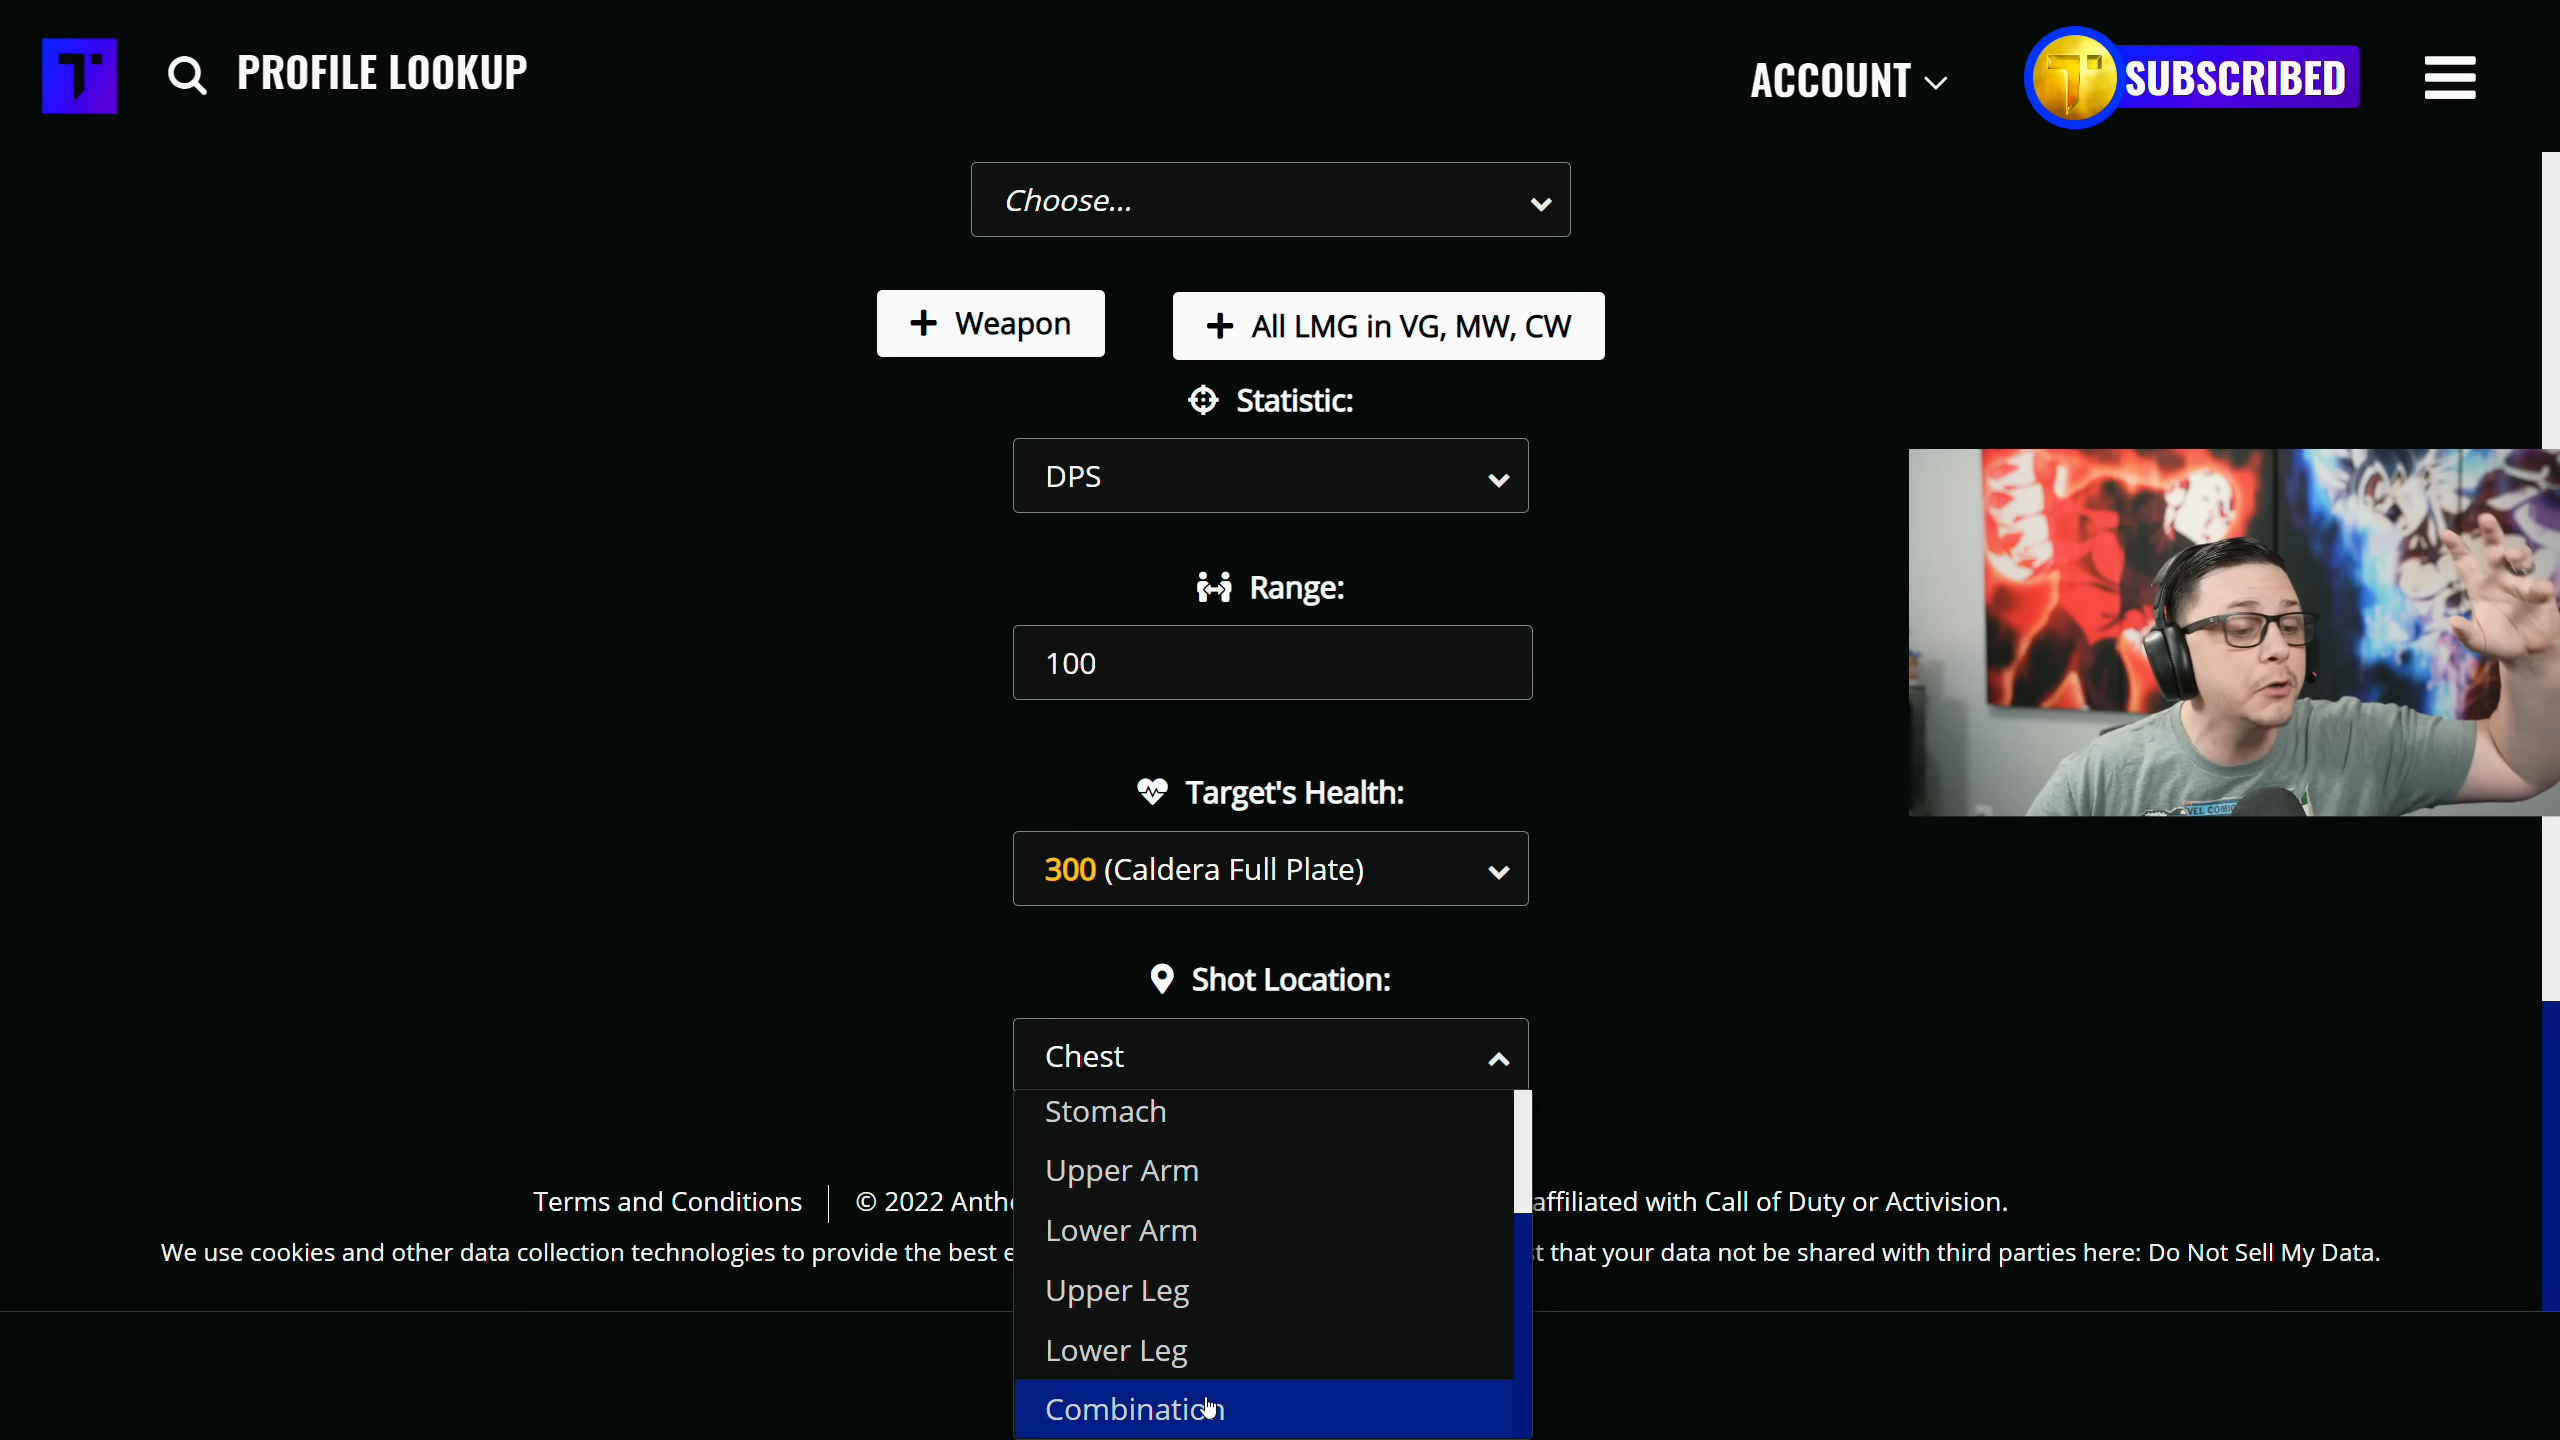 PROFILE LOOKUP
ACCOUNT
SUBSCRIBED
Choose...
Weapon
All LMG in VG, MW, CW
Statistic:
DPS
Range:
100
Target's Health:
300 (Caldera Full Plate)
Shot Location:
Chest
Stomach
Upper Arm
Lower Arm
Upper Leg
Lower Leg
Combination
Terms and Conditions
© 2022 Anth
affiliated with Call of Duty or Activision.
We use cookies and other data collection technologies to provide the best e
t that your data not be shared with third parties here: Do Not Sell My Data.
VEL COMIC